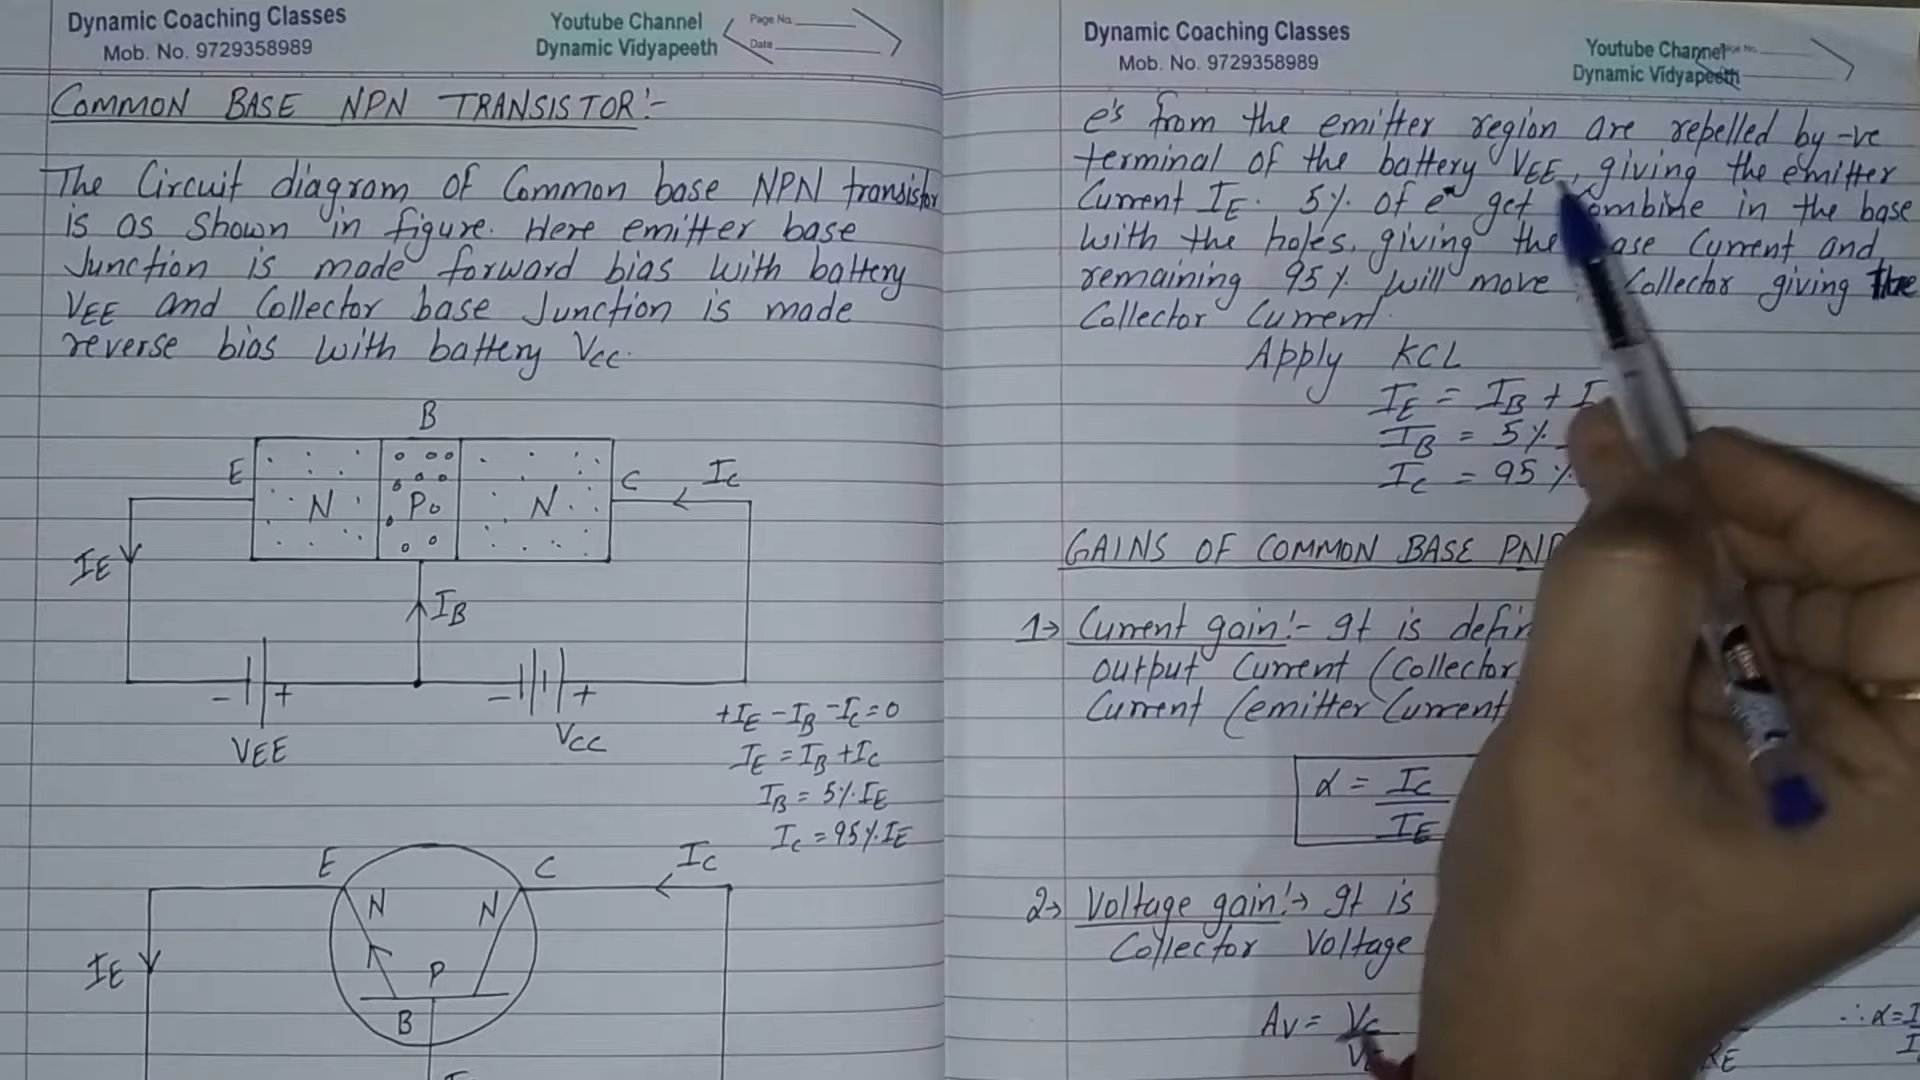 Dynamic Coaching Classes
Mob. No. 9729358989
Youtube Channel
Dynamic Vidyapeeth
Page No.
Date
COMMON BASE NPN TRANSISTOR:-
The Circuit diagram of Common base NPN transistor
is as shown in figure. Here emitter base
Junction is made forward bias with battery
VEE and Collector base Junction is made
reverse bias with battery Vcc.
B
E
N
Po
N
C
Ic
IE
IB
- +
- +
VEE
Vcc
+IE -IB -Ic=0
IE = IB + Ic
IB = 5% IE
Ic = 95% IE
E
C
Ic
N
N
P
B
IE
Dynamic Coaching Classes
Mob. No. 9729358989
Youtube Channel
Dynamic Vidyapeeth
e's from the emitter region are rebelled by -ve
terminal of the battery VEE, giving the emitter
Current IE. 5% of e- get Combine in the base
with the holes, giving the ase Current and
remaining 95% will move Collector giving the
Collector Current.
Apply KCL
IE = IB + I
IB = 5%
Ic = 95%
GAINS OF COMMON BASE PNP
1→ Current gain:- It is defin
output Current (Collector
Current (emitter Current
α = Ic
IE
2→ Voltage gain:→ It is
Collector Voltage
Av = Vc
RE
∴ α = I
I